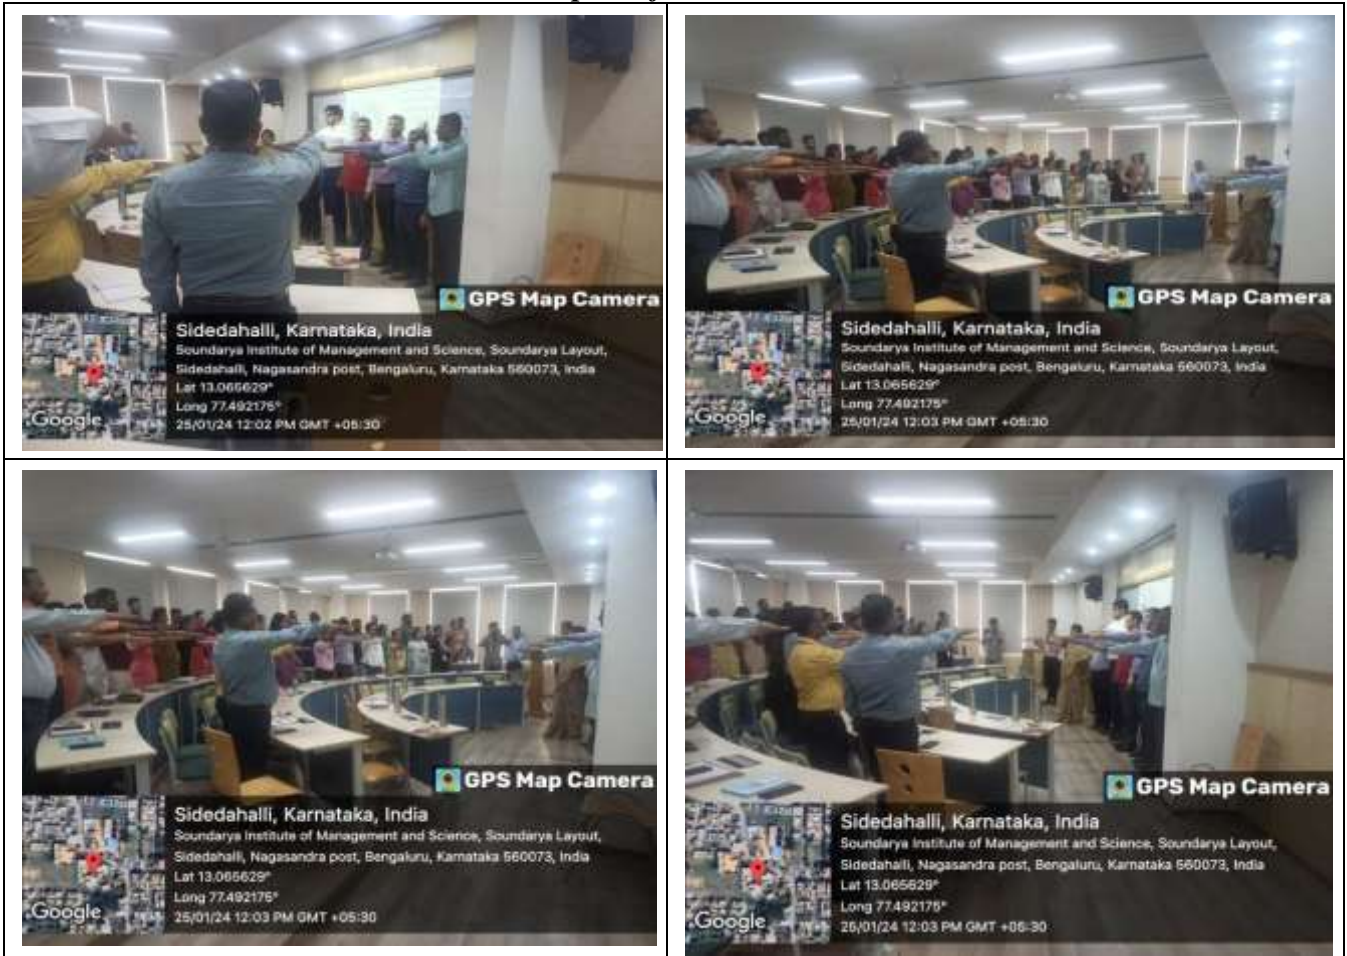 GPS Map Camera
Sidedahalli, Karnataka, India
Soundarya Institute of Management and Science, Soundarya Layout,
Sidedahalli, Nagasandra post, Bengaluru, Karnataka 560073, India
Lat 13.065629°
Long 77.492175°
25/01/24 12:02 PM GMT +05:30
Google
GPS Map Camera
Sidedahalli, Karnataka, India
Soundarya Institute of Management and Science, Soundarya Layout,
Sidedahalli, Nagasandra post, Bengaluru, Karnataka 560073, India
Lat 13.065629°
Long 77.492175°
25/01/24 12:03 PM GMT +05:30
Google
GPS Map Camera
Sidedahalli, Karnataka, India
Soundarya Institute of Management and Science, Soundarya Layout,
Sidedahalli, Nagasandra post, Bengaluru, Karnataka 560073, India
Lat 13.065629°
Long 77.492175°
25/01/24 12:03 PM GMT +05:30
Google
GPS Map Camera
Sidedahalli, Karnataka, India
Soundarya Institute of Management and Science, Soundarya Layout,
Sidedahalli, Nagasandra post, Bengaluru, Karnataka 560073, India
Lat 13.065629°
Long 77.492175°
25/01/24 12:03 PM GMT +05:30
Google